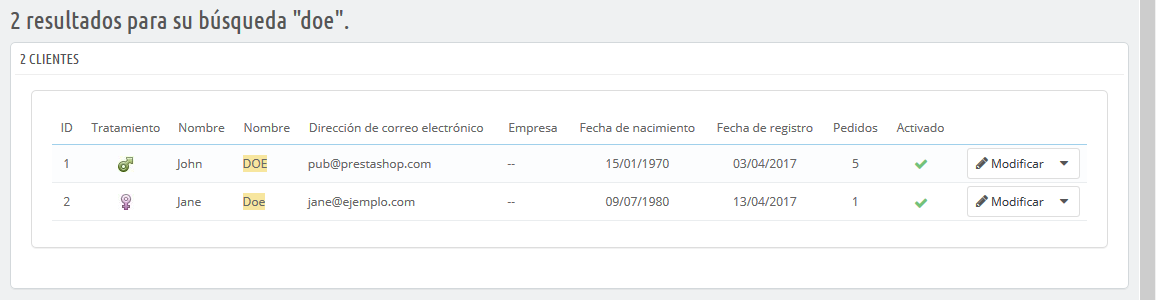 2 resultados para su búsqueda "doe".
2 CLIENTES
ID Tratamiento Nombre Nombre Dirección de correo electrónico Empresa Fecha de nacimiento Fecha de registro Pedidos Activado
1 John DOE pub@prestashop.com -- 15/01/1970 03/04/2017 5 Modificar
2 Jane Doe jane@ejemplo.com -- 09/07/1980 13/04/2017 1 Modificar